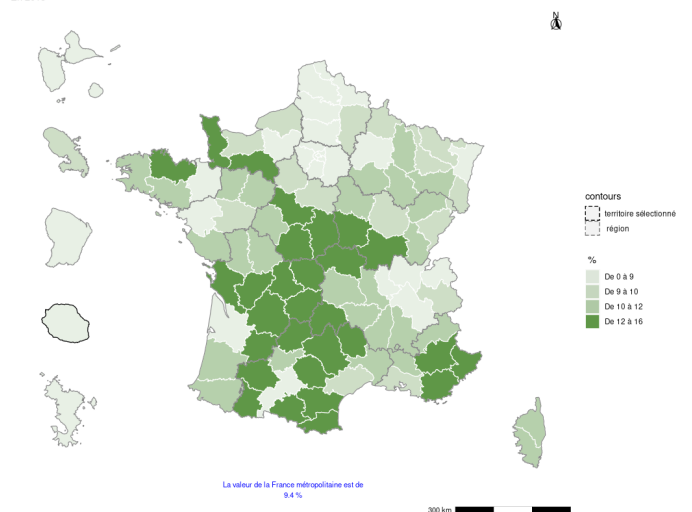 N
contours
territoire sélectionné
région
%
De 0 à 9
De 9 à 10
De 10 à 12
De 12 à 16
La valeur de la France métropolitaine est de
9.4 %
300 km